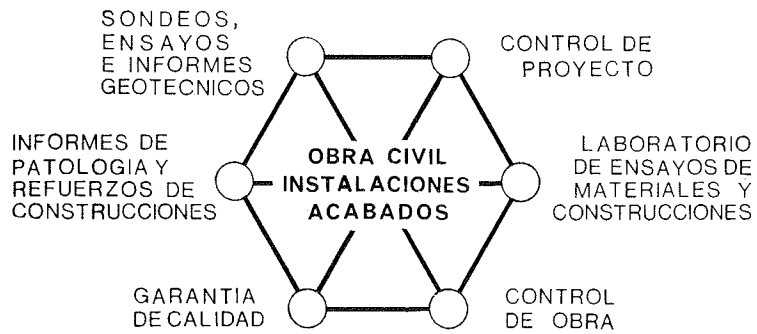 SONDEOS,
ENSAYOS
E INFORMES
GEOTECNICOS
CONTROL DE
PROYECTO
INFORMES DE
PATOLOGIA Y
REFUERZOS DE
CONSTRUCCIONES
OBRA CIVIL
INSTALACIONES
ACABADOS
LABORATORIO
DE ENSAYOS DE
MATERIALES Y
CONSTRUCCIONES
GARANTIA
DE CALIDAD
CONTROL
DE OBRA